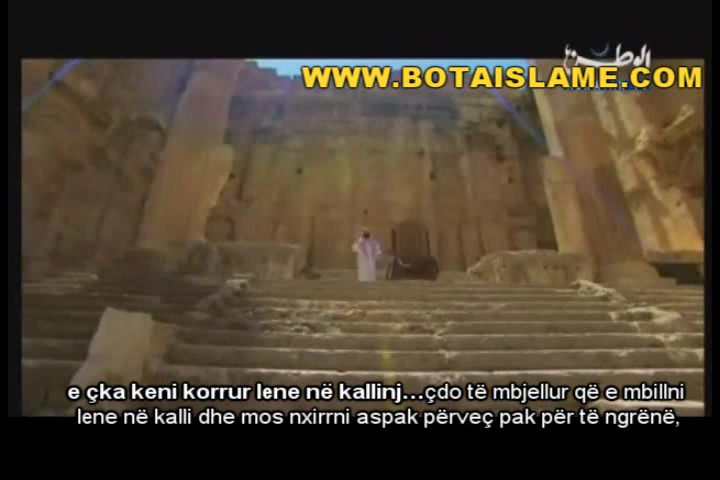 الوطن
WWW.BOTAISLAME.COM
e çka keni korrur lene në kallinj...çdo të mbjellur që e mbillni
lene në kalli dhe mos nxirrni aspak përveç pak për të ngrënë,